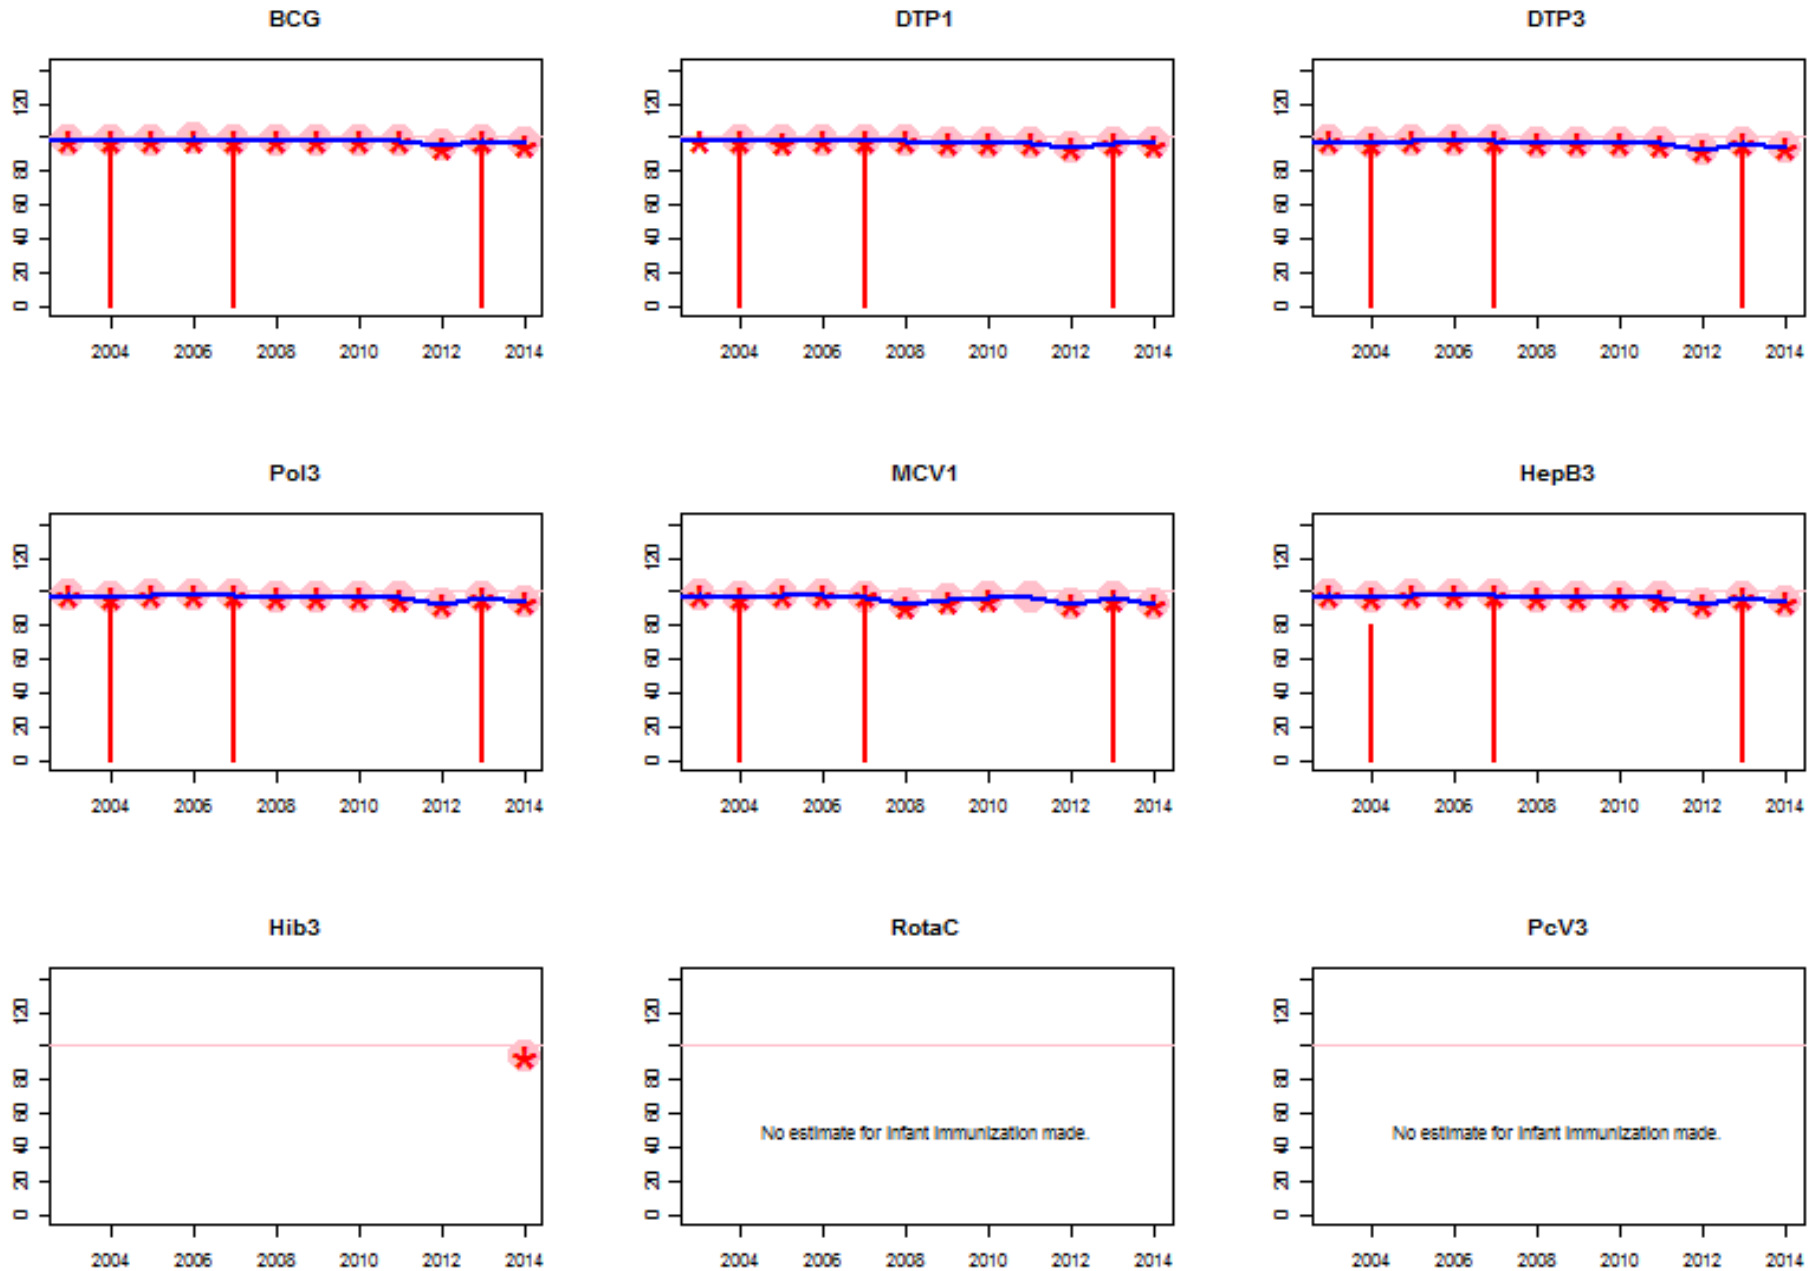 BCG DTP1 DTP3
120 120 120
80 80 80
60 60 60
40 40 40
20 20 20
0 0 0
2004 2006 2008 2010 2012 2014 2004 2006 2008 2010 2012 2014 2004 2006 2008 2010 2012 2014
Pol3 MCV1 HepB3
120 120 120
80 80 80
60 60 60
40 40 40
20 20 20
0 0 0
2004 2006 2008 2010 2012 2014 2004 2006 2008 2010 2012 2014 2004 2006 2008 2010 2012 2014
Hib3 RotaC PcV3
120 120 120
80 80 80
60 60 60
No estimate for infant immunization made. No estimate for infant immunization made.
40 40 40
20 20 20
0 0 0
2004 2006 2008 2010 2012 2014 2004 2006 2008 2010 2012 2014 2004 2006 2008 2010 2012 2014